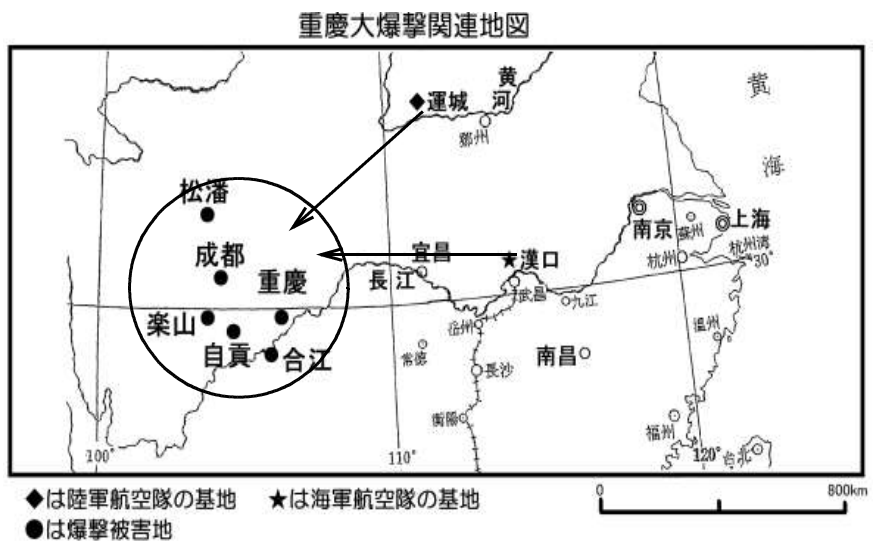 重慶大爆撃関連地図
黄河
◆運城
鄭州
黄海
松潘
成都
重慶
楽山
自貢
合江
宜昌
長江
★漢口
武昌
九江
岳州
常徳
長沙
衡陽
南昌
南京
蘇州
上海
杭州
杭州湾
30°
温州
福州
台北
100°
110°
120°
◆は陸軍航空隊の基地 ★は海軍航空隊の基地
●は爆撃被害地
0 800km